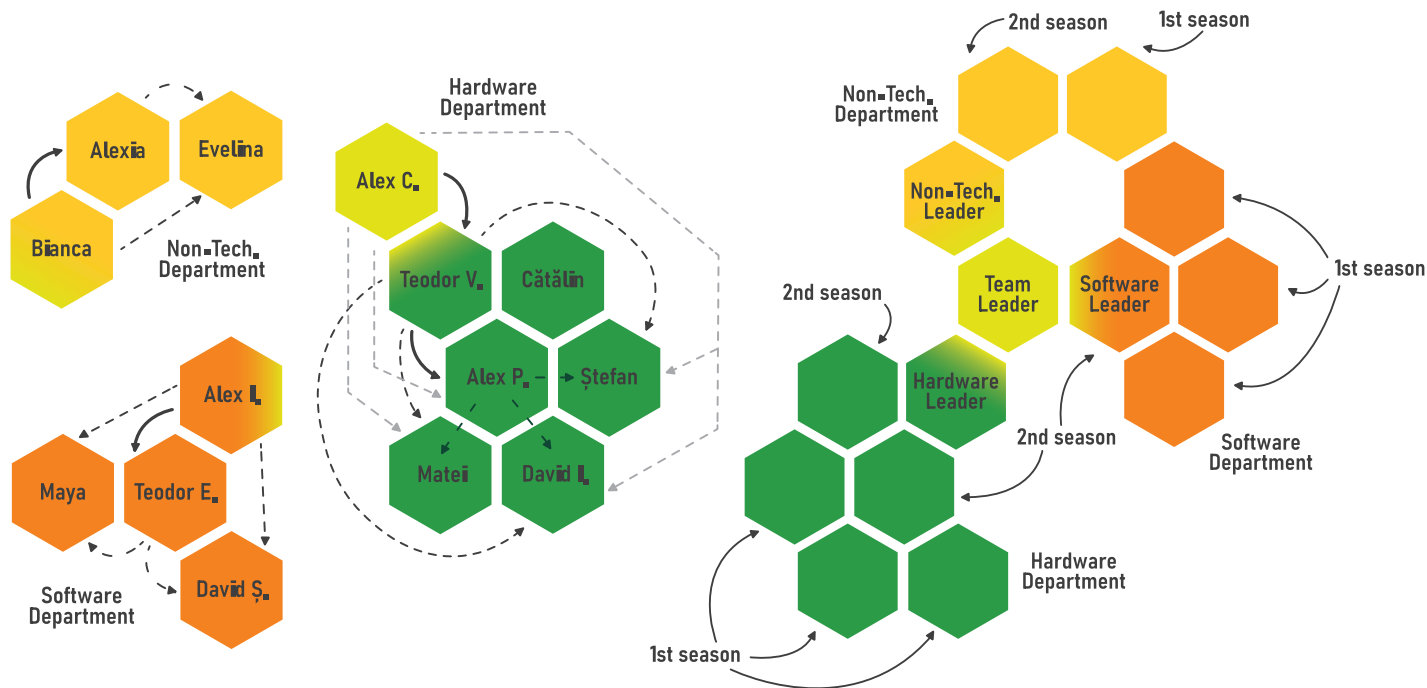 Alexia
Evelina
Bianca
Non-Tech.
Department
Alex I.
Maya
Teodor E.
David Ș.
Software
Department
Hardware
Department
Alex C.
Teodor V.
Cătălin
Alex P.
Ștefan
Matei
David I.
2nd season
1st season
Non-Tech.
Department
Non-Tech.
Leader
Team
Leader
Software
Leader
1st season
2nd season
Hardware
Leader
2nd season
Software
Department
Hardware
Department
1st season